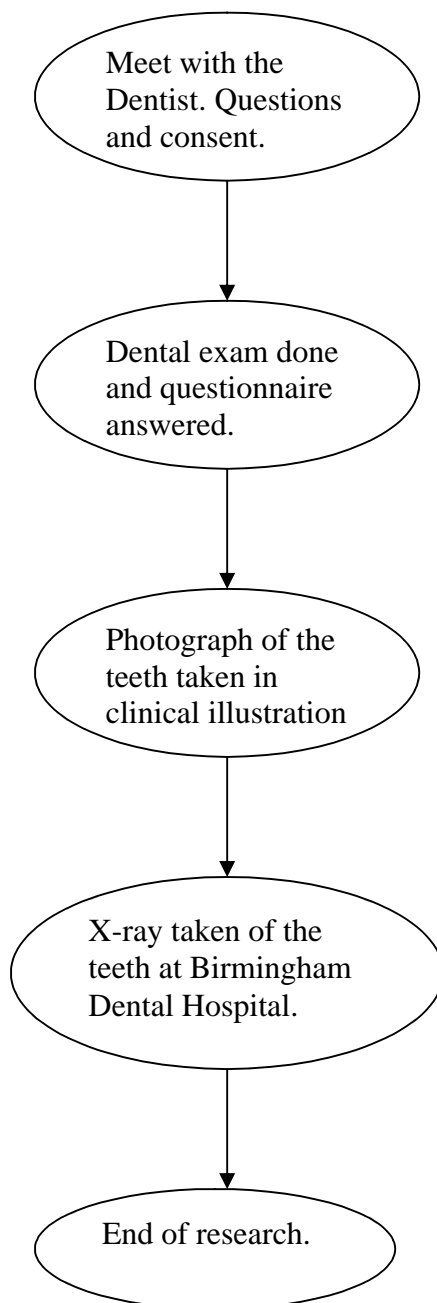 Meet with the
Dentist. Questions
and consent.
Dental exam done
and questionnaire
answered.
Photograph of the
teeth taken in
clinical illustration
X-ray taken of the
teeth at Birmingham
Dental Hospital.
End of research.